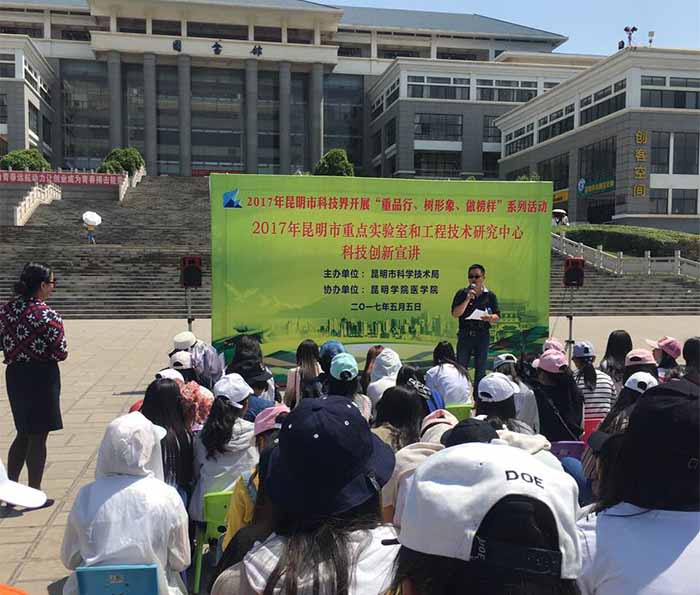 图书馆
创客空间
2017年昆明市科技界开展“重品行、树形象、做榜样”系列活动
2017年昆明市重点实验室和工程技术研究中心
科技创新宣讲
主办单位：昆明市科学技术局
协办单位：昆明学院医学院
二〇一七年五月五日
DOE
DOE